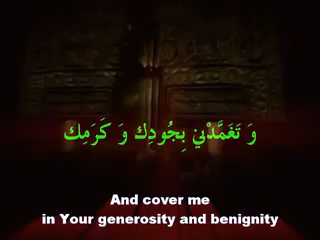 وَ تَغَمَّدْنِي بِجُودِكَ وَ كَرَمِكَ
And cover me
in Your generosity and benignity